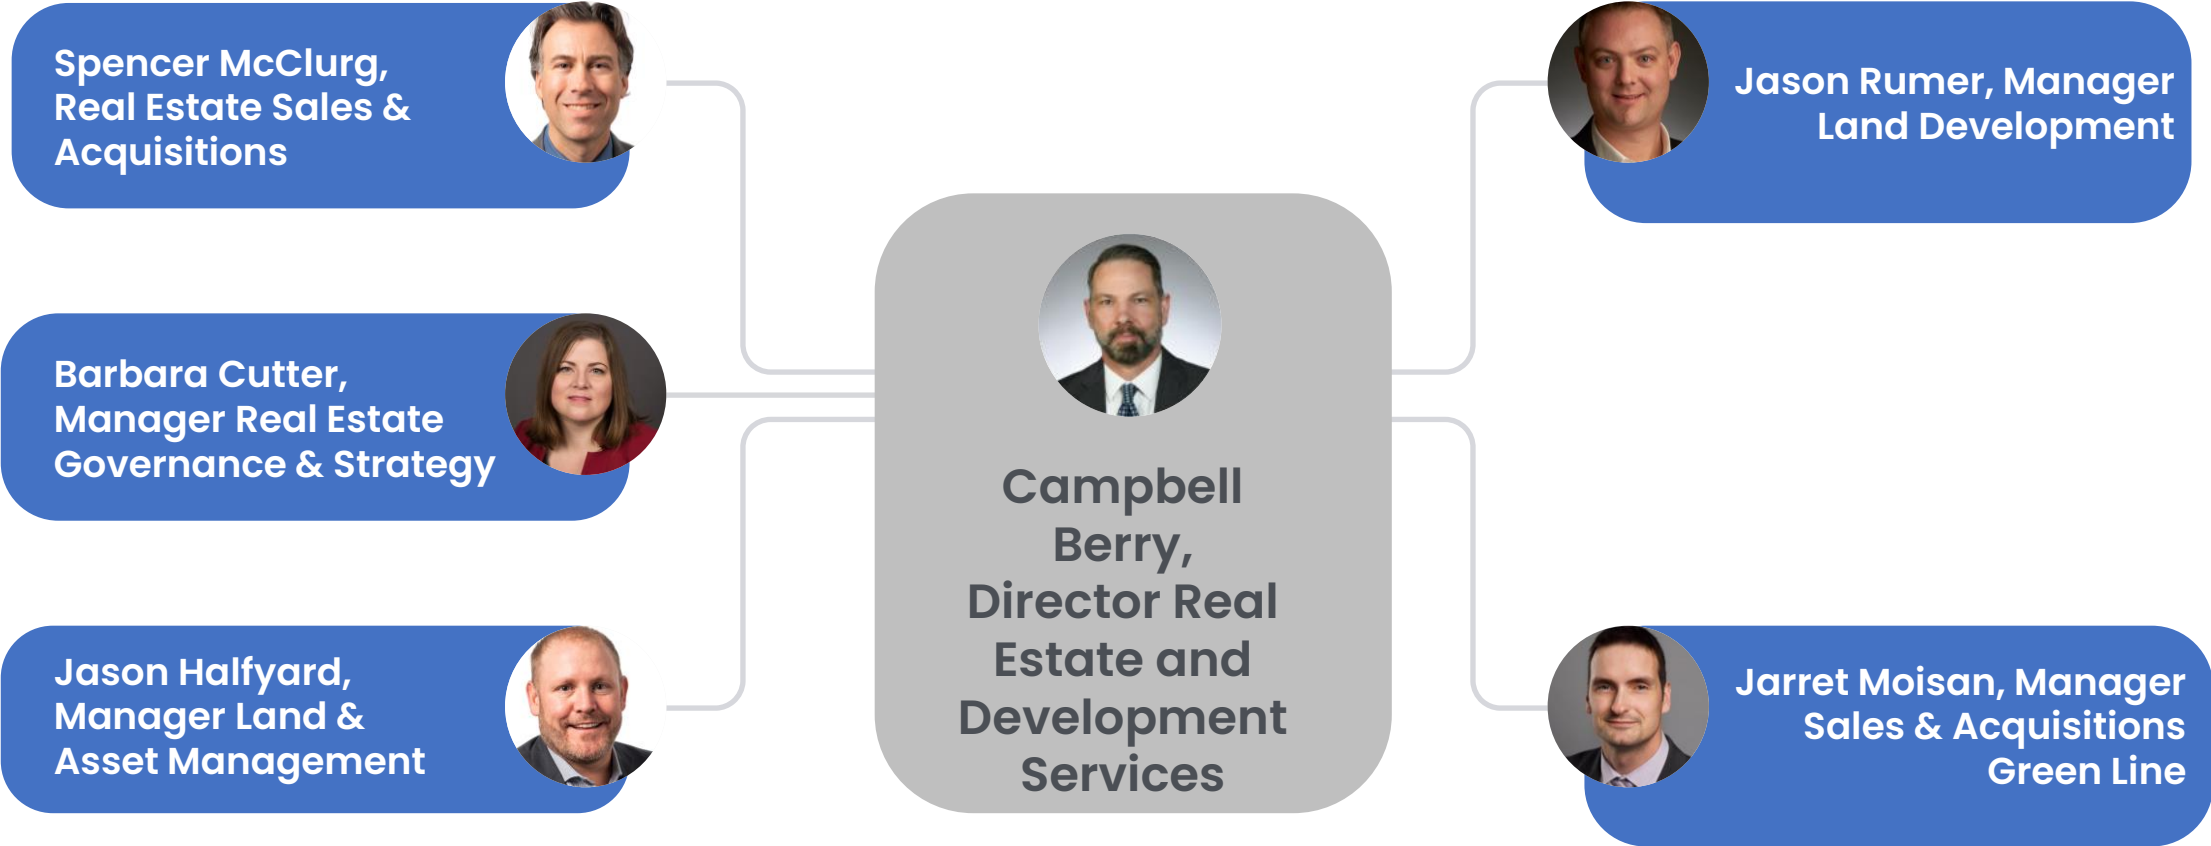 Spencer McClurg,
Real Estate Sales &
Acquisitions
Barbara Cutter,
Manager Real Estate
Governance & Strategy
Jason Halfyard,
Manager Land &
Asset Management
Campbell
Berry,
Director Real
Estate and
Development
Services
Jason Rumer, Manager
Land Development
Jarret Moisan, Manager
Sales & Acquisitions
Green Line